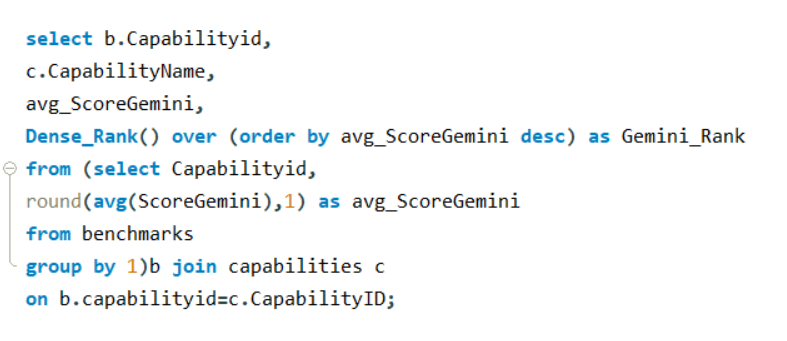 select b.Capabilityid,
c.CapabilityName,
avg_ScoreGemini,
Dense_Rank() over (order by avg_ScoreGemini desc) as Gemini_Rank
from (select Capabilityid,
round(avg(ScoreGemini),1) as avg_ScoreGemini
from benchmarks
group by 1)b join capabilities c
on b.capabilityid=c.CapabilityID;